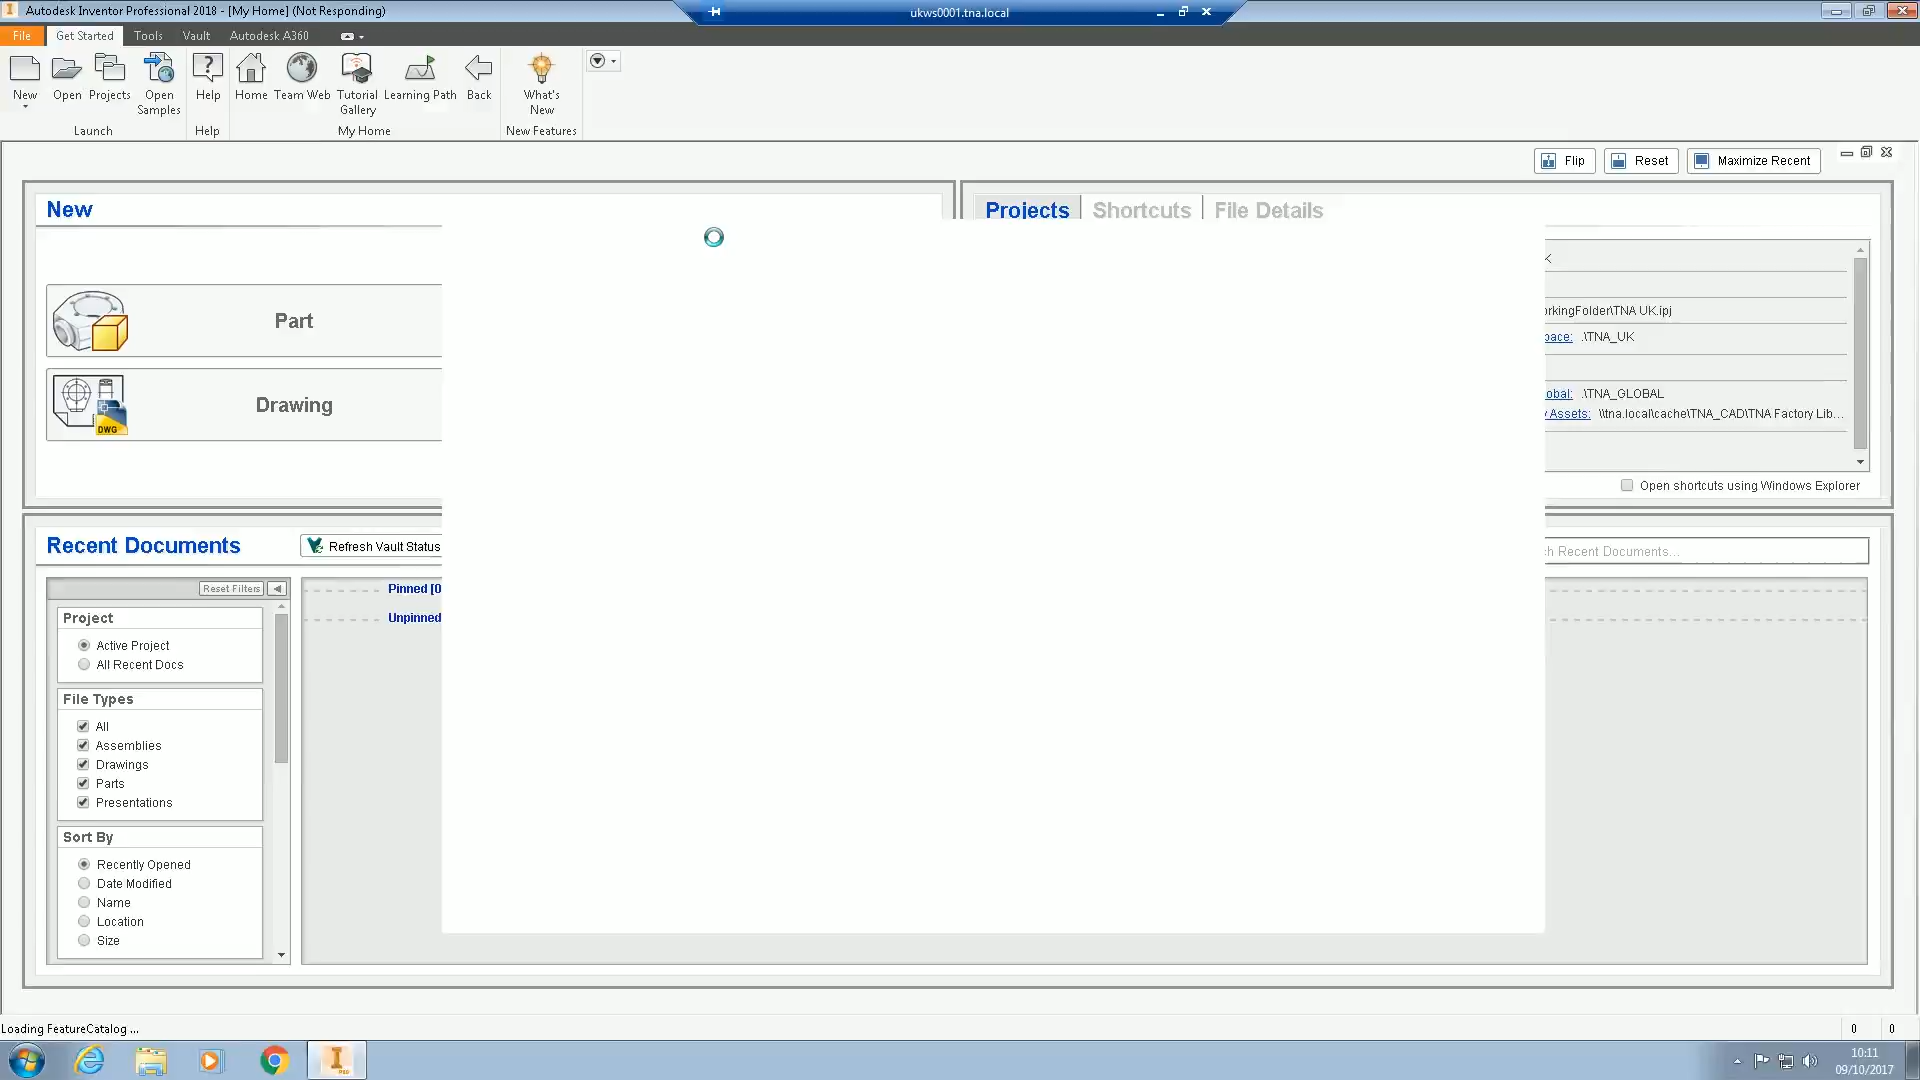 Autodesk Inventor Professional 2018 - [My Home] (Not Responding)
ukws0001.tna.local
File
Get Started
Tools
Vault
Autodesk A360
New
Open
Projects
Open Samples
Help
Home
Team Web
Tutorial Gallery
Learning Path
Back
What's New
Launch
Help
My Home
New Features
Flip
Reset
Maximize Recent
New
Projects
Shortcuts
File Details
Part
Drawing
DWG
orkingFolder\TNA UK.ipj
pace: .\TNA_UK
obal: .\TNA_GLOBAL
y Assets: \\tna.local\cache\TNA_CAD\TNA Factory Lib...
Open shortcuts using Windows Explorer
Recent Documents
Refresh Vault Status
h Recent Documents...
Reset Filters
Pinned [0
Unpinned
Project
Active Project
All Recent Docs
File Types
All
Assemblies
Drawings
Parts
Presentations
Sort By
Recently Opened
Date Modified
Name
Location
Size
Loading FeatureCatalog ...
0
0
10:11
09/10/2017